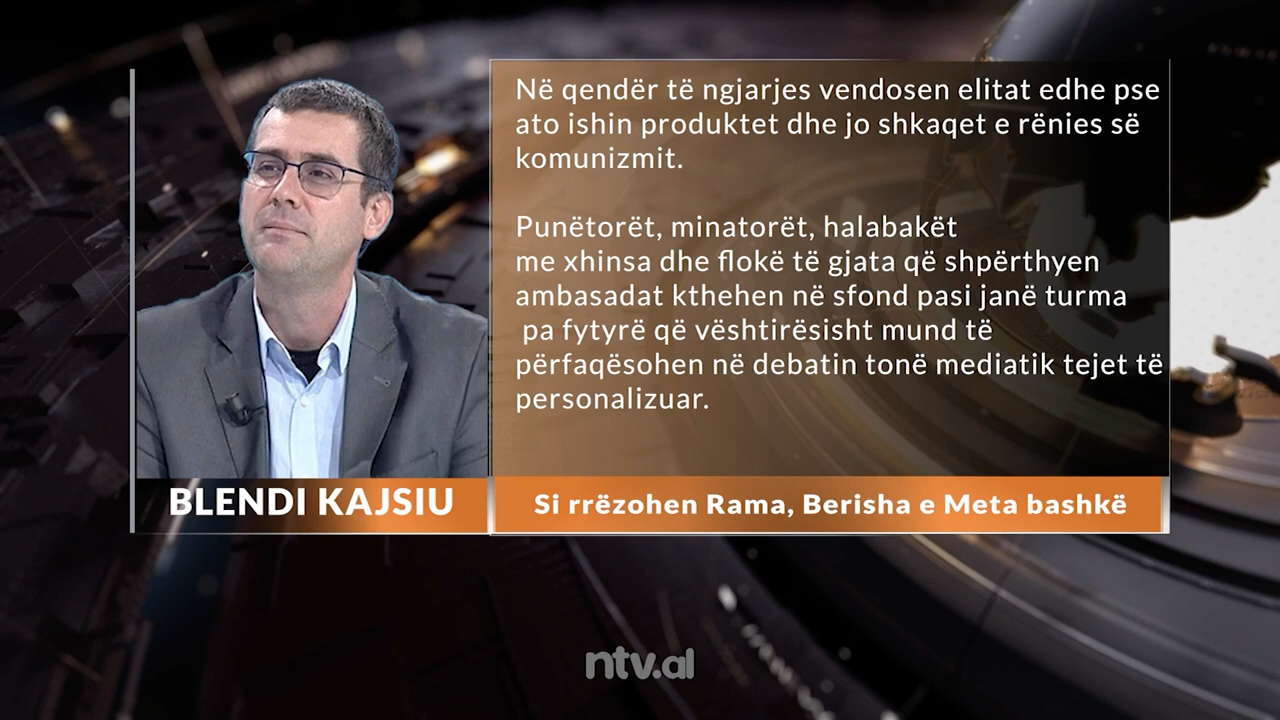 Në qendër të ngjarjes vendosen elitat edhe pse
ato ishin produktet dhe jo shkaqet e rënies së
komunizmit.
Punëtorët, minatorët, halabakët
me xhinsa dhe flokë të gjata që shpërthyen
ambasadat kthehen në sfond pasi janë turma
pa fytyrë që vështirësisht mund të
përfaqësohen në debatin tonë mediatik tejet të
personalizuar.
BLENDI KAJSIU
Si rrëzohen Rama, Berisha e Meta bashkë
ntv.al